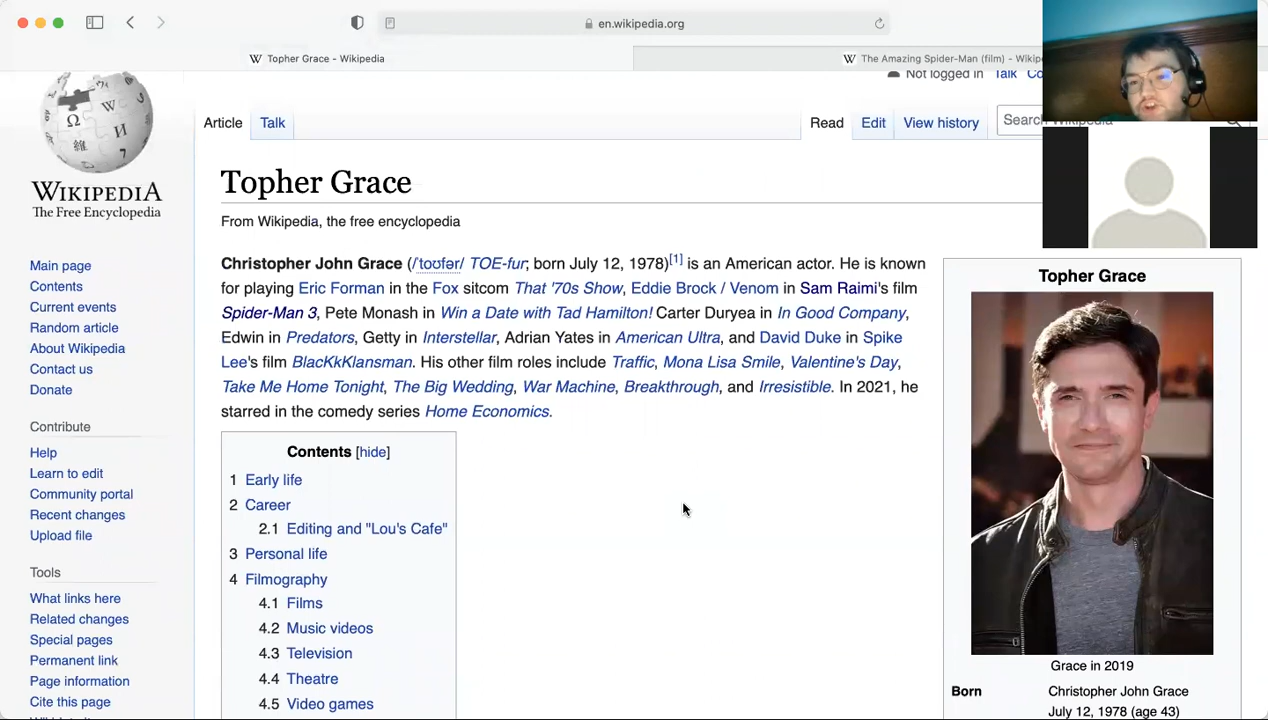 en.wikipedia.org
Topher Grace - Wikipedia
The Amazing Spider-Man (film) -
Not logged in Talk
WIKIPEDIA
The Free Encyclopedia
Main page
Contents
Current events
Random article
About Wikipedia
Contact us
Donate
Contribute
Help
Learn to edit
Community portal
Recent changes
Upload file
Tools
What links here
Related changes
Special pages
Permanent link
Page information
Cite this page
Article Talk
Read Edit View history
Topher Grace
From Wikipedia, the free encyclopedia
Christopher John Grace (/ˈtoʊfər/ TOE-fur; born July 12, 1978)[1] is an American actor. He is known
for playing Eric Forman in the Fox sitcom That '70s Show, Eddie Brock / Venom in Sam Raimi's film
Spider-Man 3, Pete Monash in Win a Date with Tad Hamilton! Carter Duryea in In Good Company,
Edwin in Predators, Getty in Interstellar, Adrian Yates in American Ultra, and David Duke in Spike
Lee's film BlacKkKlansman. His other film roles include Traffic, Mona Lisa Smile, Valentine's Day,
Take Me Home Tonight, The Big Wedding, War Machine, Breakthrough, and Irresistible. In 2021, he
starred in the comedy series Home Economics.
Contents [hide]
1 Early life
2 Career
2.1 Editing and "Lou's Cafe"
3 Personal life
4 Filmography
4.1 Films
4.2 Music videos
4.3 Television
4.4 Theatre
4.5 Video games
Topher Grace
Grace in 2019
Born Christopher John Grace
July 12, 1978 (age 43)